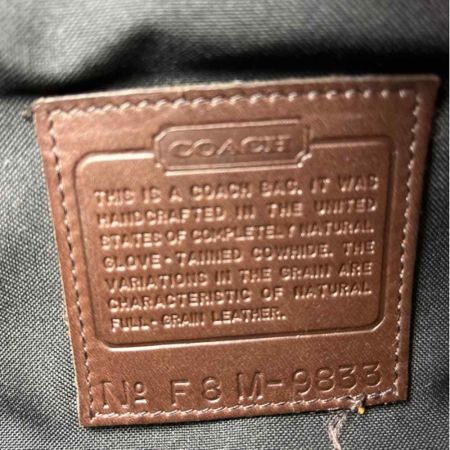 COACH
THIS IS A COACH BAG. IT WAS
HANDCRAFTED IN THE UNITED
STATES OF COMPLETELY NATURAL
GLOVE-TANNED COWHIDE. THE
VARIATIONS IN THE GRAIN ARE
CHARACTERISTIC OF NATURAL
FULL-GRAIN LEATHER.
No F8M-9833